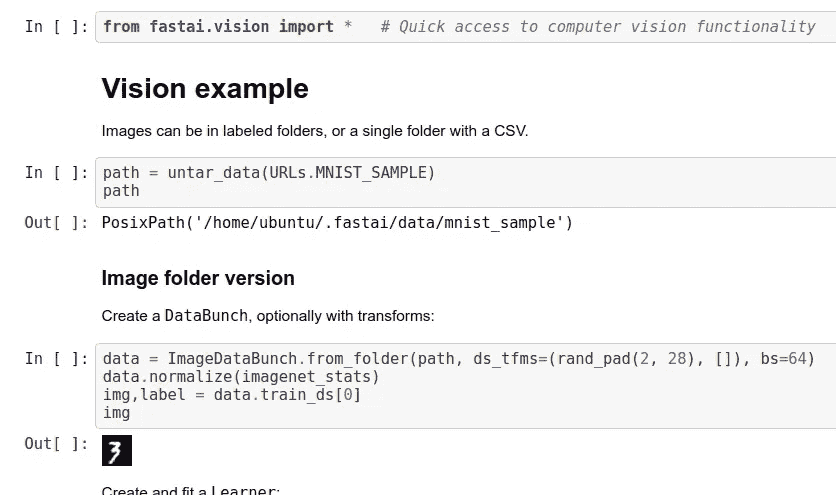 In [ ]: from fastai.vision import *   # Quick access to computer vision functionality
Vision example
Images can be in labeled folders, or a single folder with a CSV.
In [ ]: path = untar_data(URLs.MNIST_SAMPLE)
path
Out[ ]: PosixPath('/home/ubuntu/.fastai/data/mnist_sample')
Image folder version
Create a DataBunch, optionally with transforms:
In [ ]: data = ImageDataBunch.from_folder(path, ds_tfms=(rand_pad(2, 28), []), bs=64)
data.normalize(imagenet_stats)
img,label = data.train_ds[0]
img
Out[ ]: 3
Create and fit a Learner: